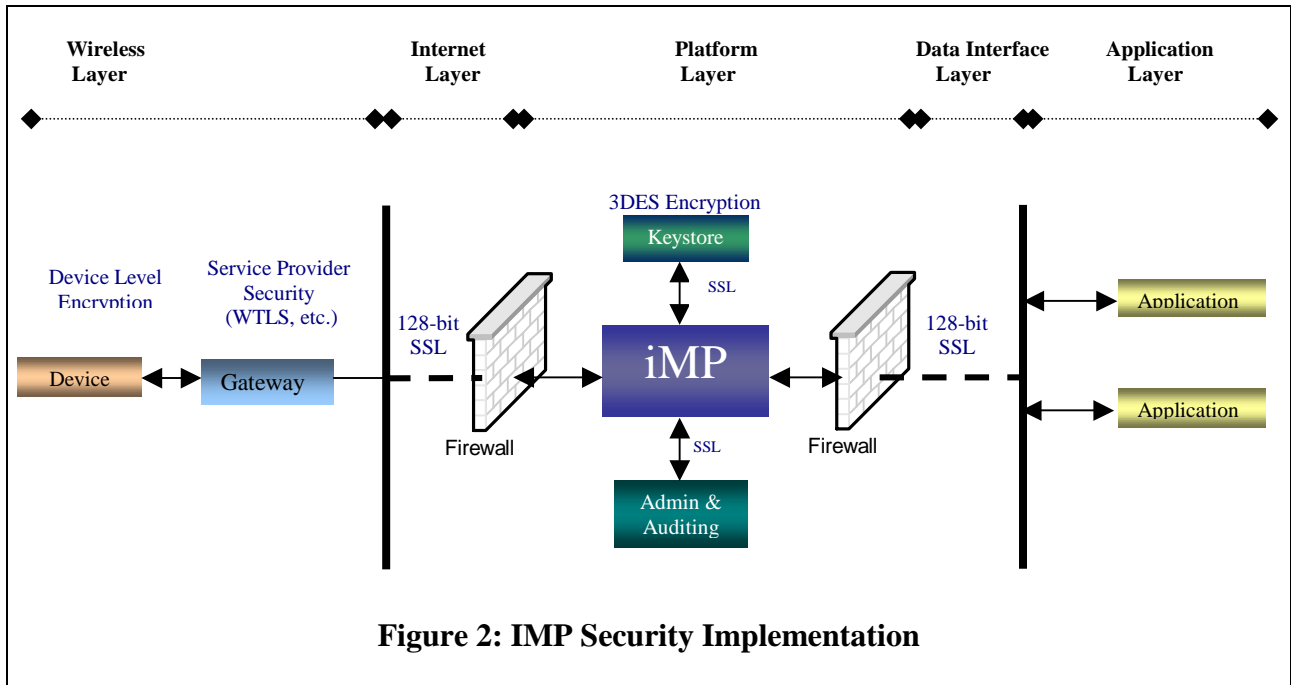 Wireless
Layer
Internet
Layer
Platform
Layer
Data Interface
Layer
Application
Layer
3DES Encryption
Keystore
SSL
Device Level
Encryption
Service Provider
Security
(WTLS, etc.)
128-bit
SSL
128-bit
SSL
Application
Device
Gateway
iMP
Application
Firewall
SSL
Firewall
Admin &
Auditing
Figure 2: IMP Security Implementation